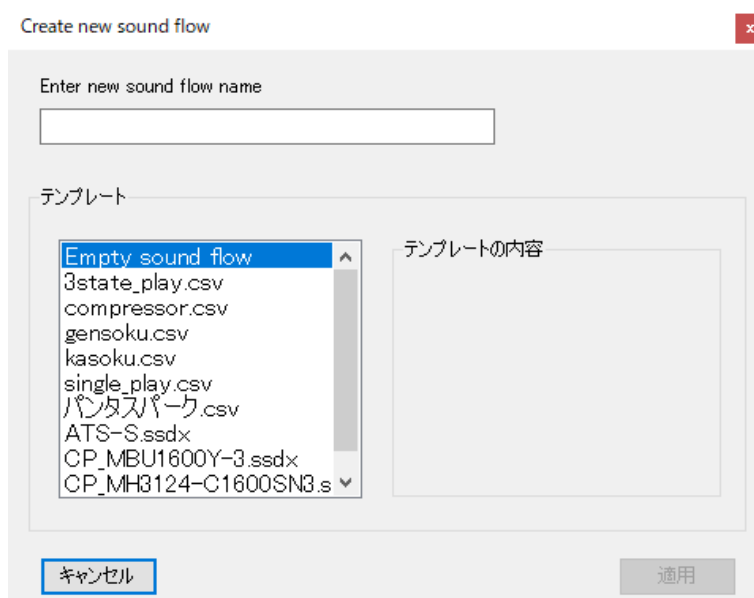 Create new sound flow
x
Enter new sound flow name
テンプレート
Empty sound flow
3state_play.csv
compressor.csv
gensoku.csv
kasoku.csv
single_play.csv
パンタスパーク.csv
ATS-S.ssdx
CP_MBU1600Y-3.ssdx
CP_MH3124-C1600SN3.s
テンプレートの内容
キャンセル
適用